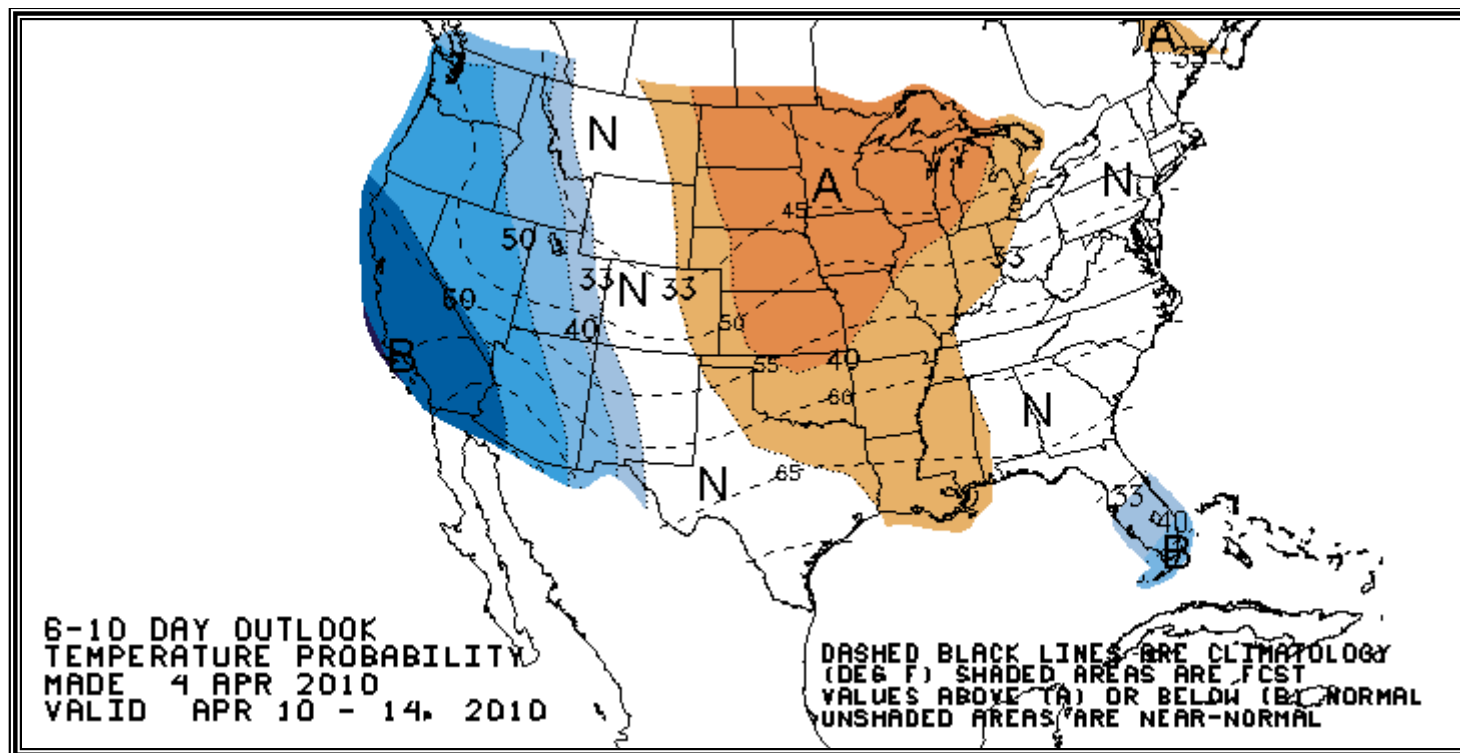 A
33
N
A
N
45
50
33
33
N
33
60
50
40
B
55
40
60
N
65
N
33
40
B
6-10 DAY OUTLOOK
TEMPERATURE PROBABILITY
MADE 4 APR 2010
VALID APR 10 - 14, 2010
DASHED BLACK LINES ARE CLIMATOLOGY
(DEG F) SHADED AREAS ARE FCST
VALUES ABOVE (A) OR BELOW (B) NORMAL
UNSHADED AREAS ARE NEAR-NORMAL